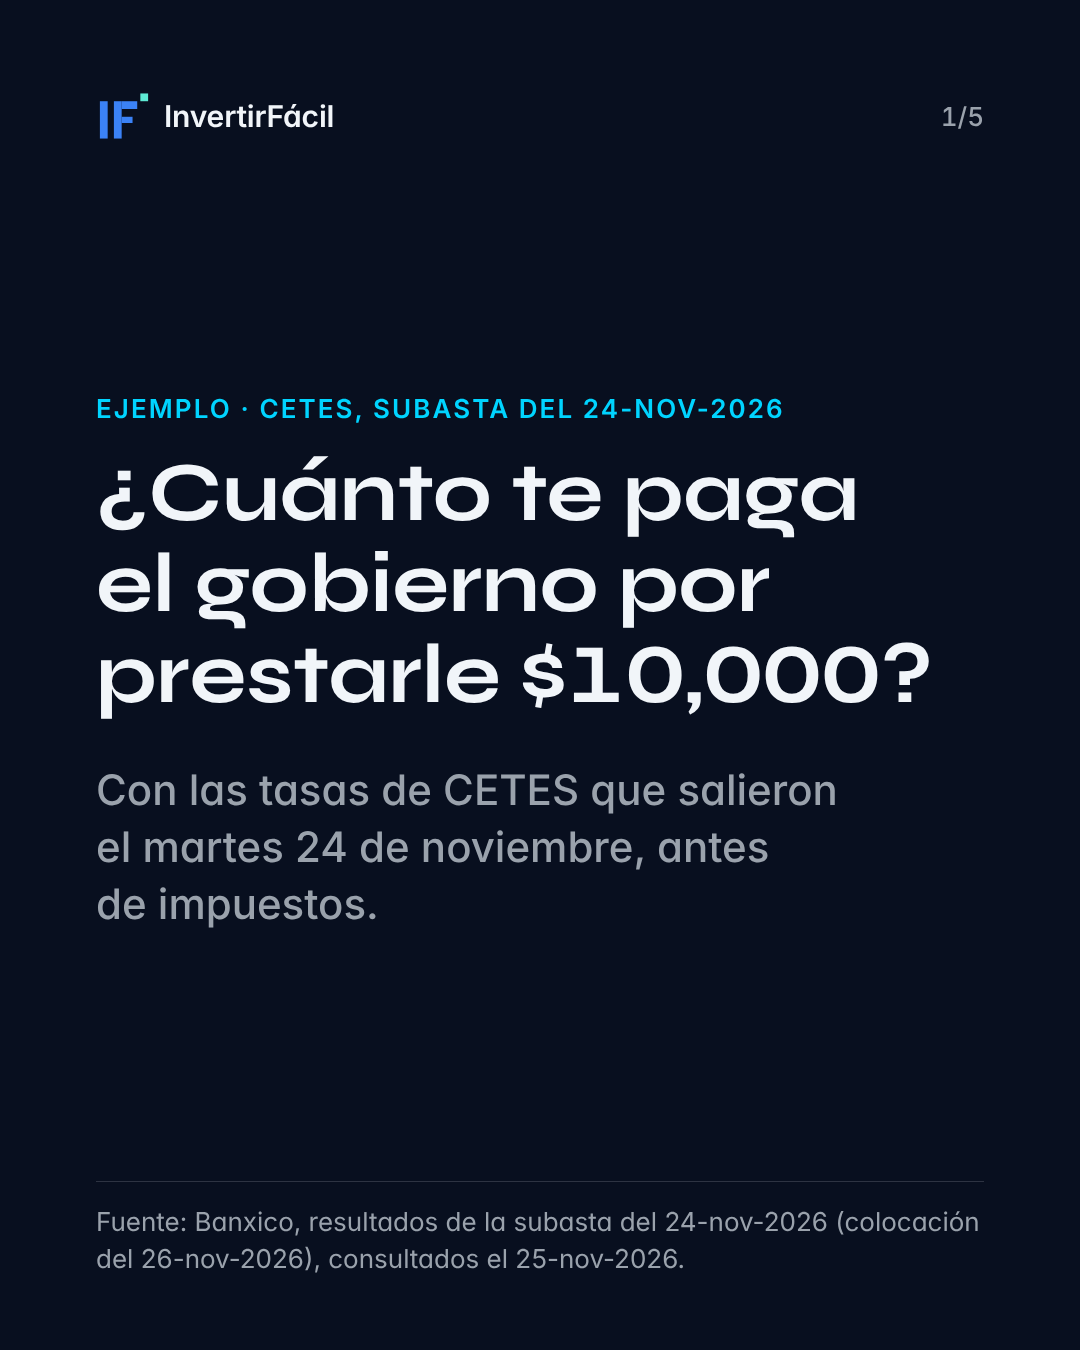 IF InvertirFácil
1/5
EJEMPLO · CETES, SUBASTA DEL 24-NOV-2026
¿Cuánto te paga
el gobierno por
prestarle $10,000?
Con las tasas de CETES que salieron
el martes 24 de noviembre, antes
de impuestos.
Fuente: Banxico, resultados de la subasta del 24-nov-2026 (colocación
del 26-nov-2026), consultados el 25-nov-2026.